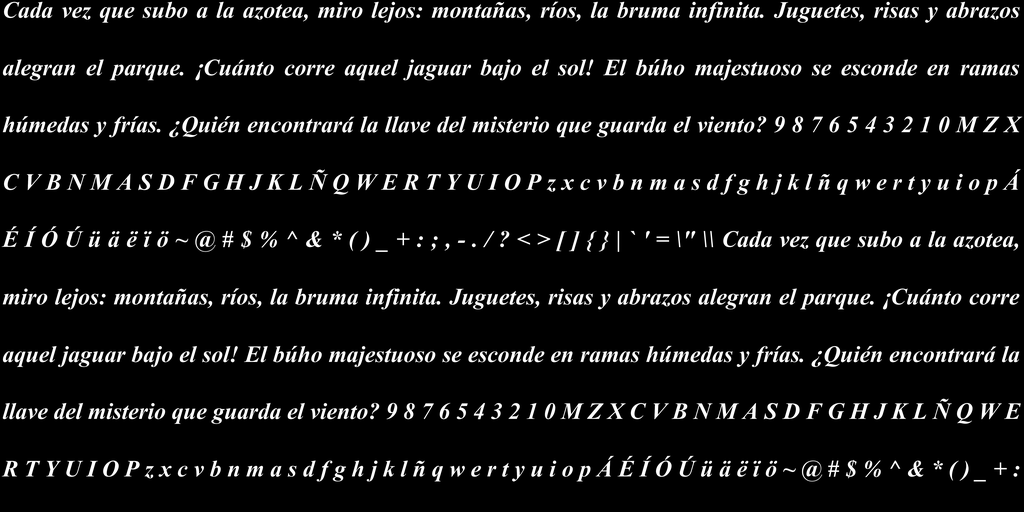 Cada vez que subo a la azotea, miro lejos: montañas, ríos, la bruma infinita. Juguetes, risas y abrazos
alegran el parque. ¡Cuánto corre aquel jaguar bajo el sol! El búho majestuoso se esconde en ramas
húmedas y frías. ¿Quién encontrará la llave del misterio que guarda el viento? 9 8 7 6 5 4 3 2 1 0 M Z X
C V B N M A S D F G H J K L Ñ Q W E R T Y U I O P z x c v b n m a s d f g h j k l ñ q w e r t y u i o p Á
É Í Ó Ú ü ä ë ï ö ~ @ # $ % ^ & * ( ) _ + : ; , - . / ? < > [ ] { } | ` ' = \" \\ Cada vez que subo a la azotea,
miro lejos: montañas, ríos, la bruma infinita. Juguetes, risas y abrazos alegran el parque. ¡Cuánto corre
aquel jaguar bajo el sol! El búho majestuoso se esconde en ramas húmedas y frías. ¿Quién encontrará la
llave del misterio que guarda el viento? 9 8 7 6 5 4 3 2 1 0 M Z X C V B N M A S D F G H J K L Ñ Q W E
R T Y U I O P z x c v b n m a s d f g h j k l ñ q w e r t y u i o p Á É Í Ó Ú ü ä ë ï ö ~ @ # $ % ^ & * ( ) _ + :